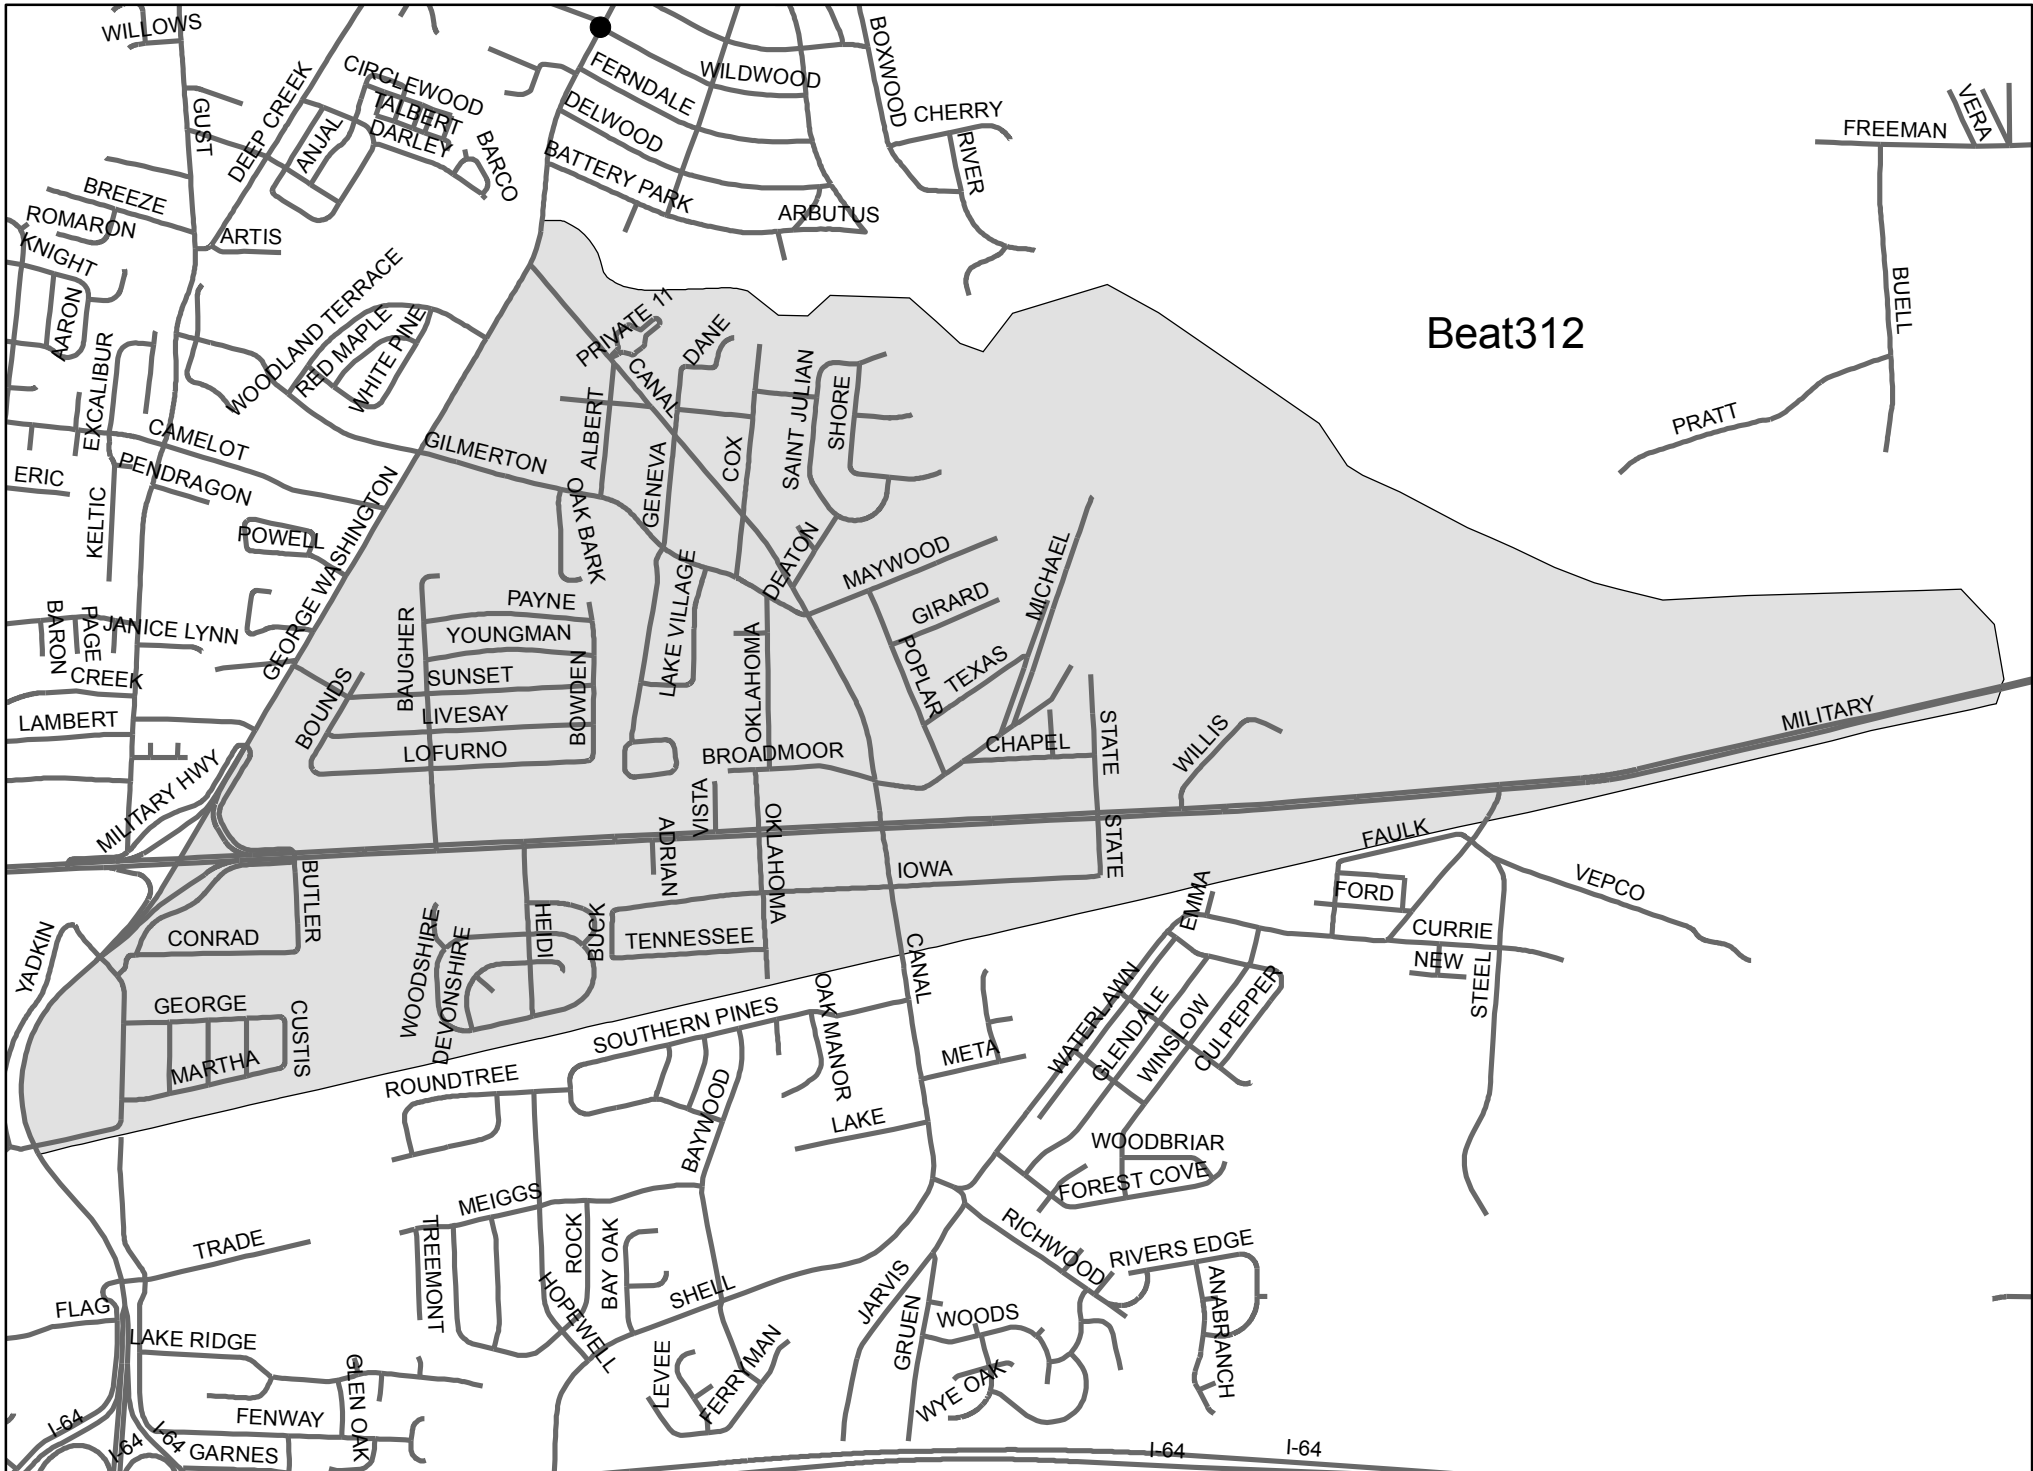 WILLOWS
BOXWOOD
CIRCLEWOOD
FERNDALE
WILDWOOD
DEEP CREEK
GUST
TALBERT
DELWOOD
CHERRY
VERA
FREEMAN
ANJAL
DARLEY
BARCO
BATTERY PARK
RIVER
BREEZE
ROMARON
ARTIS
ARBUTUS
KNIGHT
WOODLAND TERRACE
BUELL
AARON
EXCALIBUR
RED MAPLE
WHITE PINE
PRIVATE 11
DANE
CANAL
Beat312
SAINT JULIAN
SHORE
ALBERT
PRATT
CAMELOT
GILMERTON
GENEVA
COX
ERIC
PENDRAGON
KELTIC
GEORGE WASHINGTON
OAK BARK
POWELL
DEATON
MAYWOOD
MICHAEL
LAKE VILLAGE
BARON
PAGE
JANICE LYNN
BAUGHER
PAYNE
GIRARD
YOUNGMAN
OKLAHOMA
POPLAR
TEXAS
CREEK
BOUNDS
SUNSET
BOWDEN
LAMBERT
LIVESAY
MILITARY
LOFURNO
BROADMOOR
CHAPEL
STATE
WILLIS
MILITARY HWY
VISTA
ADRIAN
OKLAHOMA
STATE
FAULK
BUTLER
IOWA
VEPCO
FORD
EMMA
YADKIN
CONRAD
WOODSHIRE
DEVONSHIRE
HEIDI
BUCK
TENNESSEE
CANAL
CURRIE
NEW
STEEL
GEORGE
CUSTIS
MARTHA
SOUTHERN PINES
OAK MANOR
META
WATERLAWN
GLENDALE
WINSLOW
CULPEPPER
ROUNDTREE
BAYWOOD
LAKE
WOODBRIAR
FOREST COVE
MEIGGS
TREEMONT
TRADE
ROCK
BAY OAK
RICHWOOD
RIVERS EDGE
HOPEWELL
SHELL
JARVIS
ANABRANCH
FLAG
LAKE RIDGE
GRUEN
WOODS
GLEN OAK
LEVEE
FERRYMAN
WYE OAK
I-64
I-64
I-64
FENWAY
GARNES
I-64
I-64